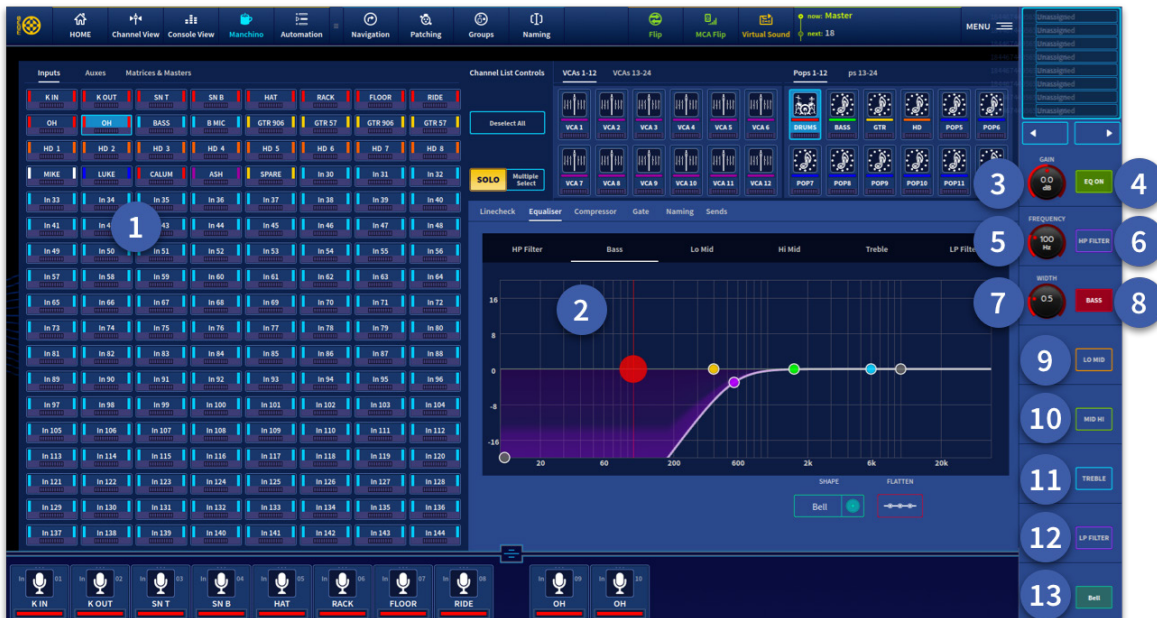 HOME Channel View Console View Manchino Automation Navigation Patching Groups Naming Flip MCA Flip Virtual Sound now: Master MENU
next: 18
Unassigned
Unassigned
Unassigned
Unassigned
Unassigned
Unassigned
Unassigned
Unassigned
Inputs Auxes Matrices & Masters Channel List Controls VCAs 1-12 VCAs 13-24 Pops 1-12 ps 13-24
K IN K OUT SN T SN B HAT RACK FLOOR RIDE
OH OH BASS B MIC GTR 906 GTR 57 GTR 906 GTR 57
Deselect All
VCA 1 VCA 2 VCA 3 VCA 4 VCA 5 VCA 6 DRUMS BASS GTR HD POP5 POP6
HD 1 HD 2 HD 3 HD 4 HD 5 HD 6 HD 7 HD 8
MIKE LUKE CALUM ASH SPARE In 30 In 31 In 32
SOLO Multiple Select
VCA 7 VCA 8 VCA 9 VCA 10 VCA 11 VCA 12 POP7 POP8 POP9 POP10 POP11
3 GAIN 0.0 dB EQ ON 4
In 33 In 34 In 35 In 36 In 37 In 38 In 39 In 40
1
Linecheck Equaliser Compressor Gate Naming Sends
In 41 In 4 43 In 44 In 45 In 46 In 47 In 48
5 FREQUENCY 100 Hz HP FILTER 6
HP Filter Bass Lo Mid Hi Mid Treble LP Filte
In 49 In 50 In 51 In 52 In 53 In 54 In 55 In 56
In 57 In 58 In 59 In 60 In 61 In 62 In 63 In 64
7 WIDTH 0.5 BASS 8
In 65 In 66 In 67 In 68 In 69 In 70 In 71 In 72
16
2
In 73 In 74 In 75 In 76 In 77 In 78 In 79 In 80
8
In 81 In 82 In 83 In 84 In 85 In 86 In 87 In 88
9 LO MID
0
In 89 In 90 In 91 In 92 In 93 In 94 In 95 In 96
In 97 In 98 In 99 In 100 In 101 In 102 In 103 In 104
-8
10 MID HI
In 105 In 106 In 107 In 108 In 109 In 110 In 111 In 112
-16
In 113 In 114 In 115 In 116 In 117 In 118 In 119 In 120
20 60 200 600 2k 6k 20k
In 121 In 122 In 123 In 124 In 125 In 126 In 127 In 128
SHAPE FLATTEN
11 TREBLE
In 129 In 130 In 131 In 132 In 133 In 134 In 135 In 136
Bell
In 137 In 138 In 139 In 140 In 141 In 142 In 143 In 144
12 LP FILTER
In 01 In 02 In 03 In 04 In 05 In 06 In 07 In 08 In 09 In 10
K IN K OUT SN T SN B HAT RACK FLOOR RIDE OH OH
13 Bell